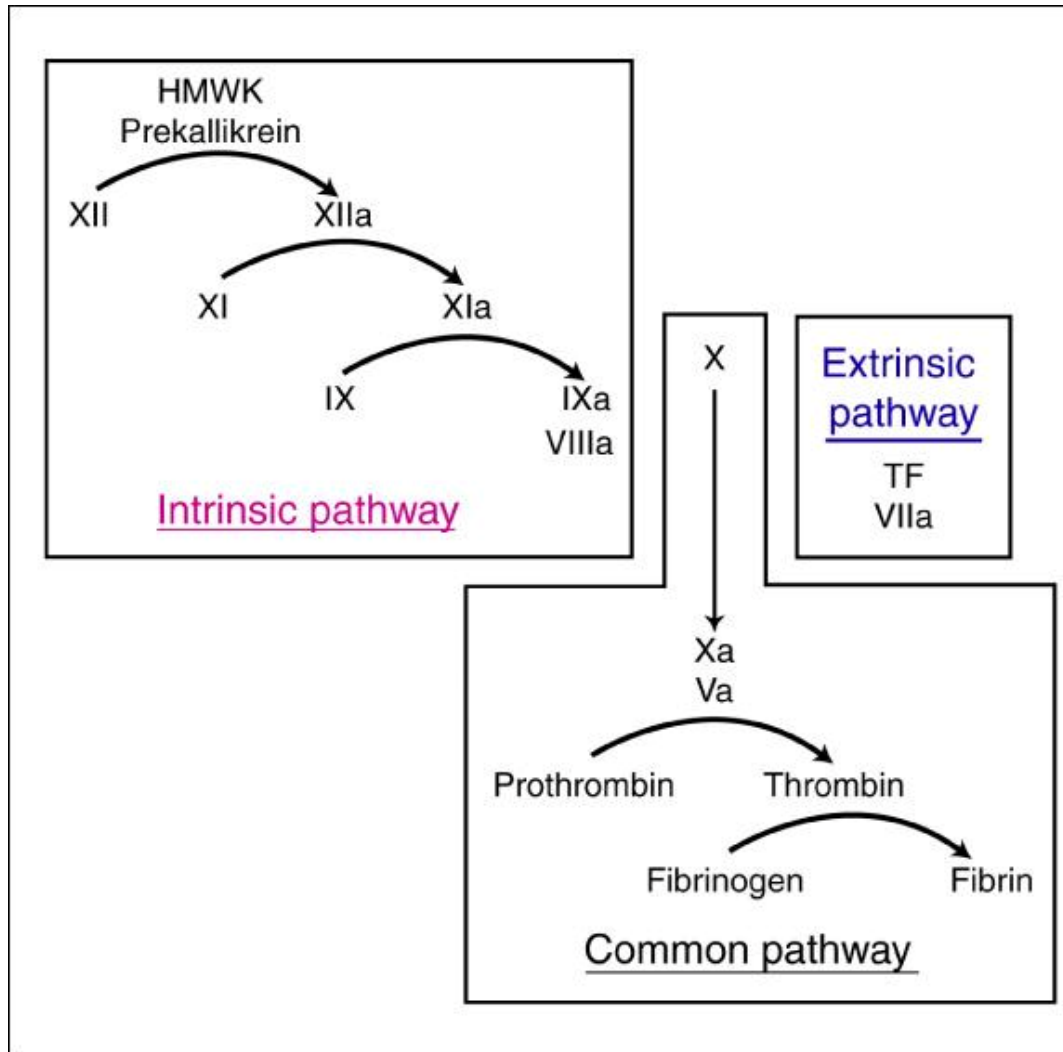 HMWK
Prekallikrein
XII XIIa
XI XIa
IX IXa
VIIIa
Intrinsic pathway
X
Extrinsic
pathway
TF
VIIa
Xa
Va
Prothrombin Thrombin
Fibrinogen Fibrin
Common pathway